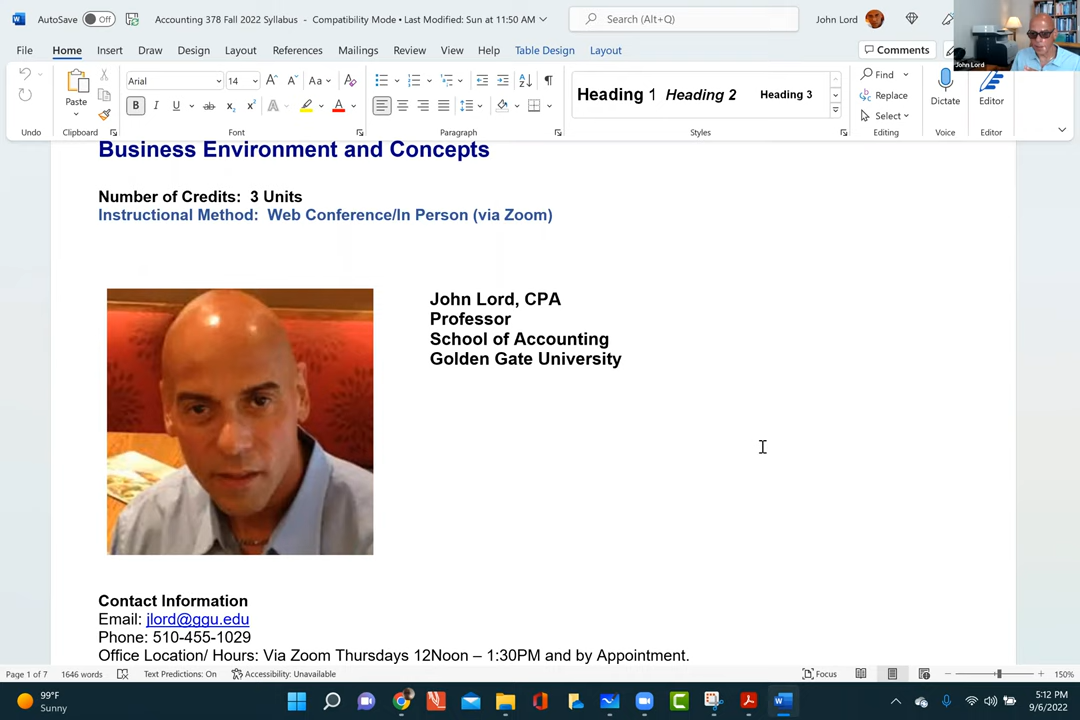 AutoSave Off Accounting 378 Fall 2022 Syllabus - Compatibility Mode • Last Modified: Sun at 11:50 AM Search (Alt+Q) John Lord
File Home Insert Draw Design Layout References Mailings Review View Help Table Design Layout Comments
John Lord
Paste Arial 14 Aa Heading 1 Heading 2 Heading 3 Find Replace Select Dictate Editor
Undo Clipboard Font Paragraph Styles Editing Voice Editor
Business Environment and Concepts
Number of Credits: 3 Units
Instructional Method: Web Conference/In Person (via Zoom)
John Lord, CPA
Professor
School of Accounting
Golden Gate University
Contact Information
Email: jlord@ggu.edu
Phone: 510-455-1029
Office Location/ Hours: Via Zoom Thursdays 12Noon – 1:30PM and by Appointment.
Page 1 of 7 1646 words Text Predictions: On Accessibility: Unavailable Focus 150%
99°F
Sunny
5:12 PM
9/6/2022